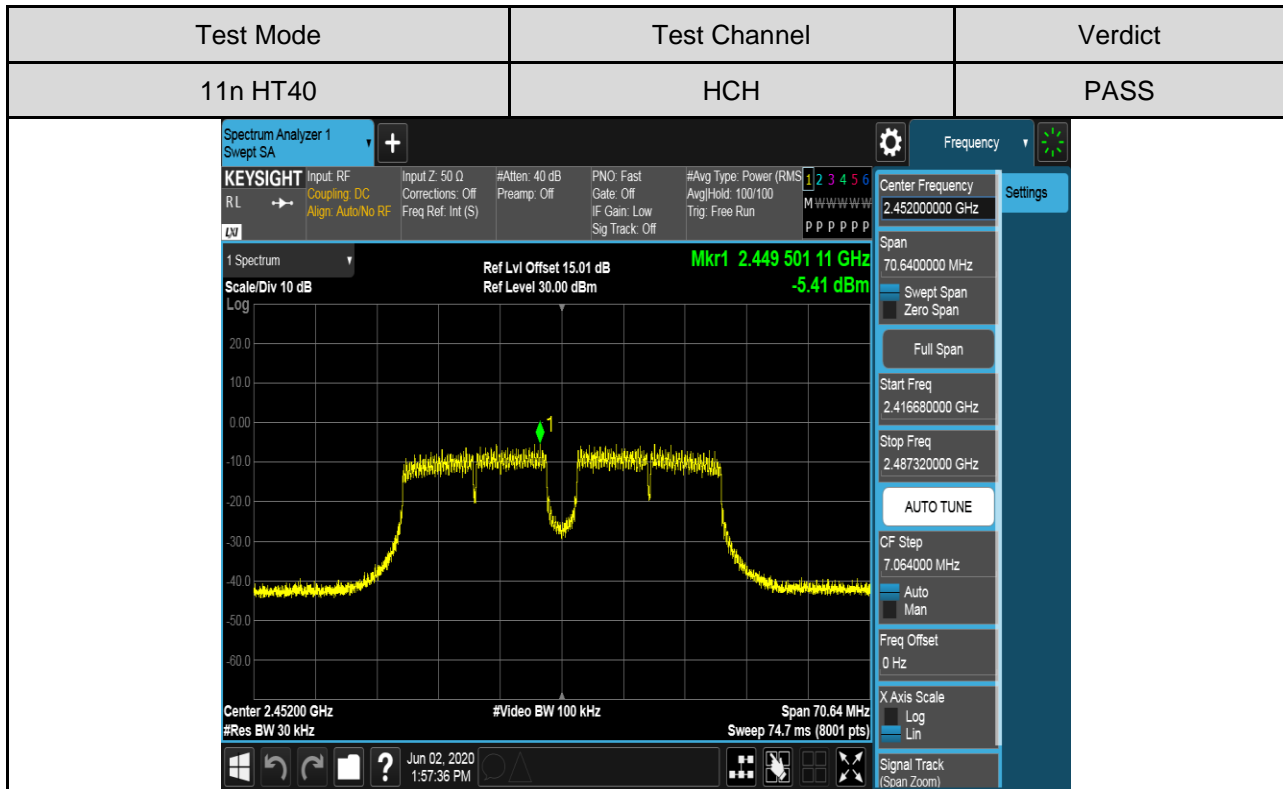 Test Mode Test Channel Verdict
11n HT40 HCH PASS
Spectrum Analyzer 1
Swept SA
+
Frequency
KEYSIGHT
RL
LXI
Input: RF
Coupling: DC
Align: Auto/No RF
Input Z: 50 Ω
Corrections: Off
Freq Ref: Int (S)
#Atten: 40 dB
Preamp: Off
PNO: Fast
Gate: Off
IF Gain: Low
Sig Track: Off
#Avg Type: Power (RMS
Avg|Hold: 100/100
Trig: Free Run
1 2 3 4 5 6
M W W W W W
P P P P P P
1 Spectrum
Scale/Div 10 dB
Log
Ref Lvl Offset 15.01 dB
Ref Level 30.00 dBm
Mkr1 2.449 501 11 GHz
-5.41 dBm
20.0
10.0
0.00
-10.0
-20.0
-30.0
-40.0
-50.0
-60.0
1
Center 2.45200 GHz
#Res BW 30 kHz
#Video BW 100 kHz
Span 70.64 MHz
Sweep 74.7 ms (8001 pts)
Center Frequency
2.452000000 GHz
Settings
Span
70.6400000 MHz
Swept Span
Zero Span
Full Span
Start Freq
2.416680000 GHz
Stop Freq
2.487320000 GHz
AUTO TUNE
CF Step
7.064000 MHz
Auto
Man
Freq Offset
0 Hz
X Axis Scale
Log
Lin
Signal Track
(Span Zoom)
?
Jun 02, 2020
1:57:36 PM